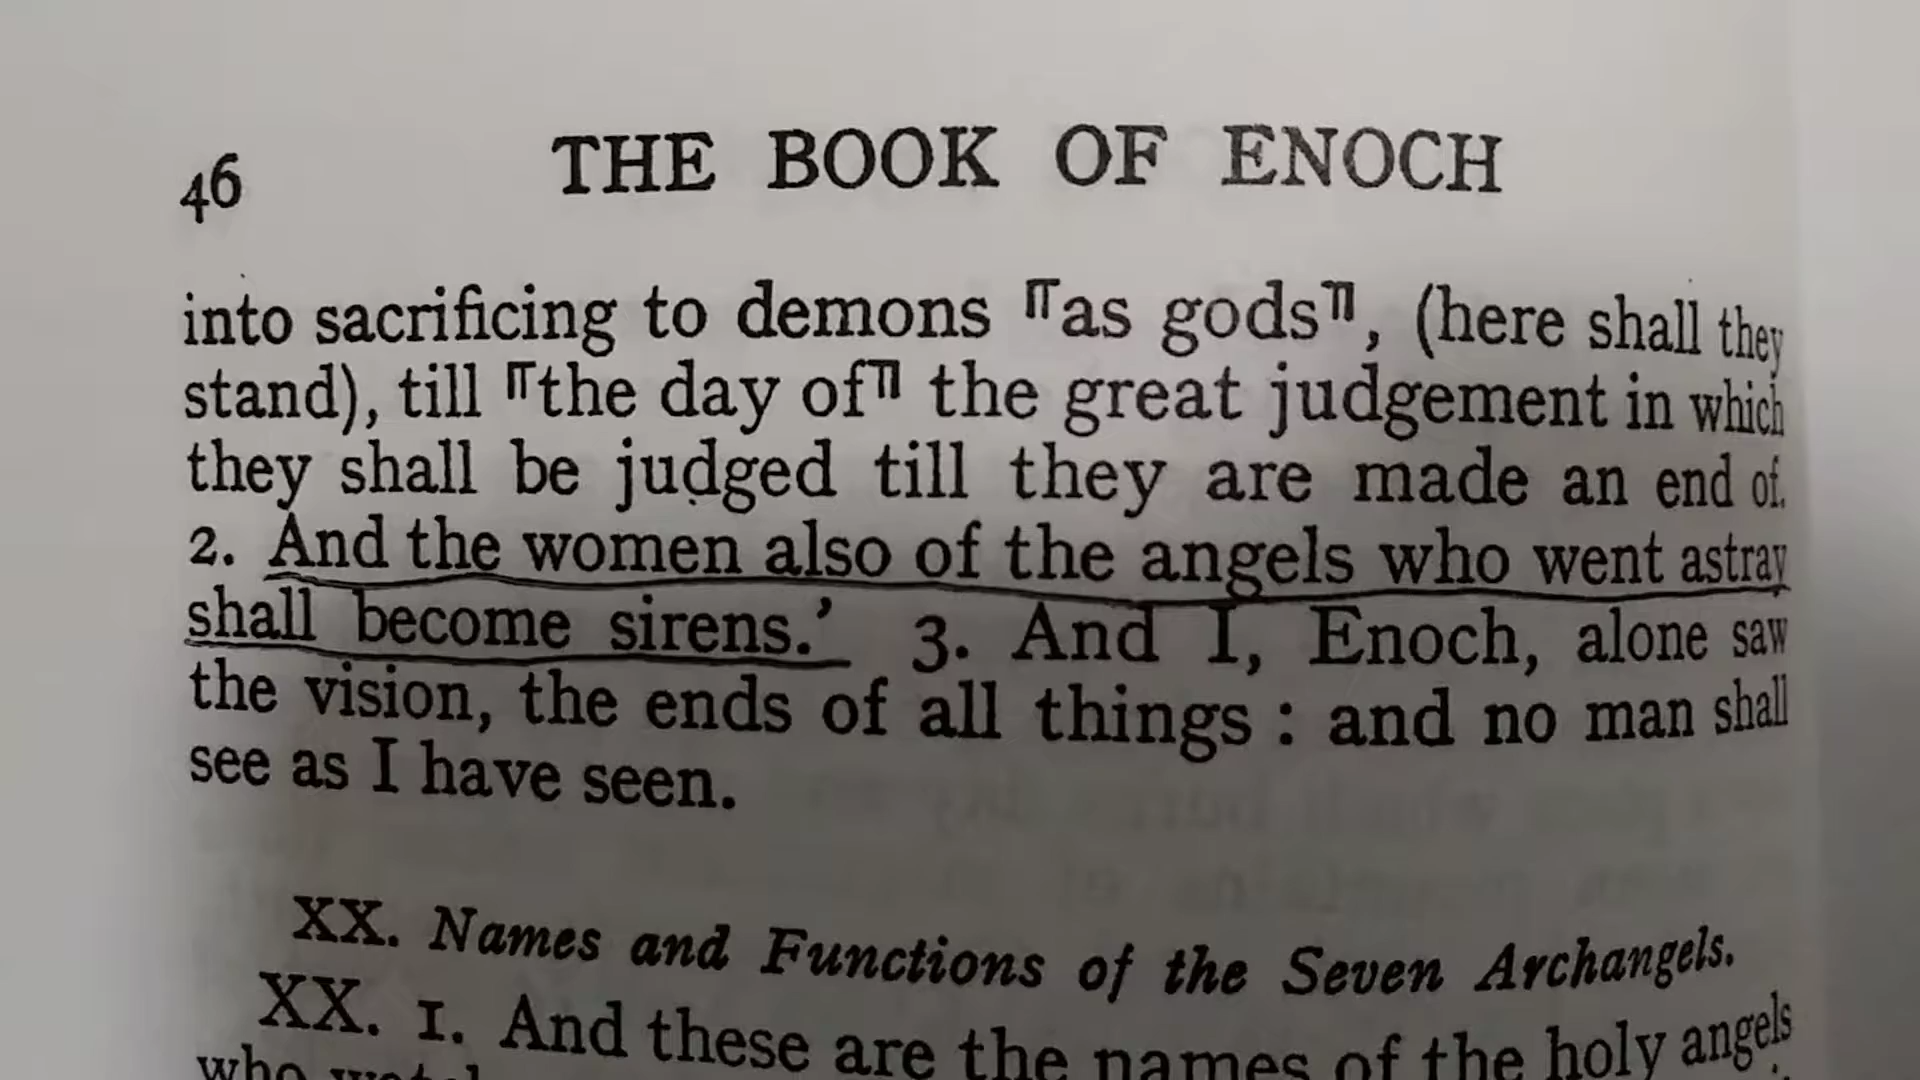 46 THE BOOK OF ENOCH
into sacrificing to demons ⸢⸢as gods⸣⸣, (here shall they
stand), till ⸢⸢the day of⸣⸣ the great judgement in which
they shall be judged till they are made an end of.
2. And the women also of the angels who went astray
shall become sirens.’ 3. And I, Enoch, alone saw
the vision, the ends of all things : and no man shall
see as I have seen.
XX. Names and Functions of the Seven Archangels.
XX. 1. And these are the names of the holy angels
who